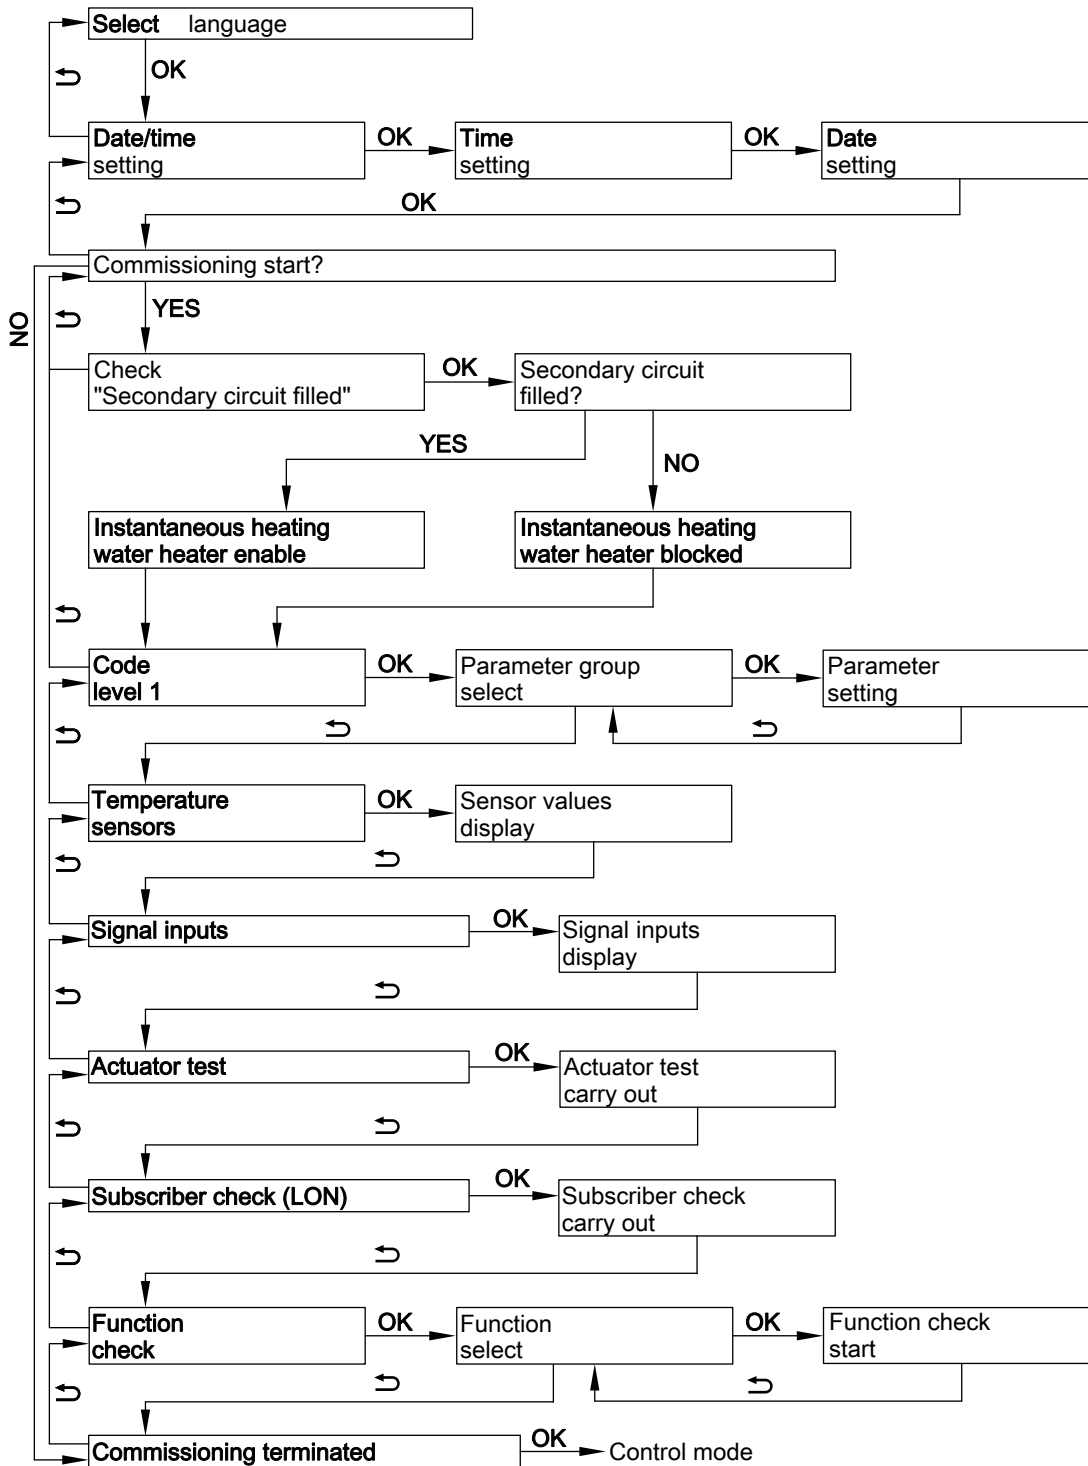 Select language
OK
Date/time
setting
OK
Time
setting
OK
Date
setting
OK
Commissioning start?
NO
YES
Check
"Secondary circuit filled"
OK
Secondary circuit
filled?
YES
NO
Instantaneous heating
water heater enable
Instantaneous heating
water heater blocked
Code
level 1
OK
Parameter group
select
OK
Parameter
setting
Temperature
sensors
OK
Sensor values
display
Signal inputs
OK
Signal inputs
display
Actuator test
OK
Actuator test
carry out
Subscriber check (LON)
OK
Subscriber check
carry out
Function
check
OK
Function
select
OK
Function check
start
Commissioning terminated
OK
Control mode